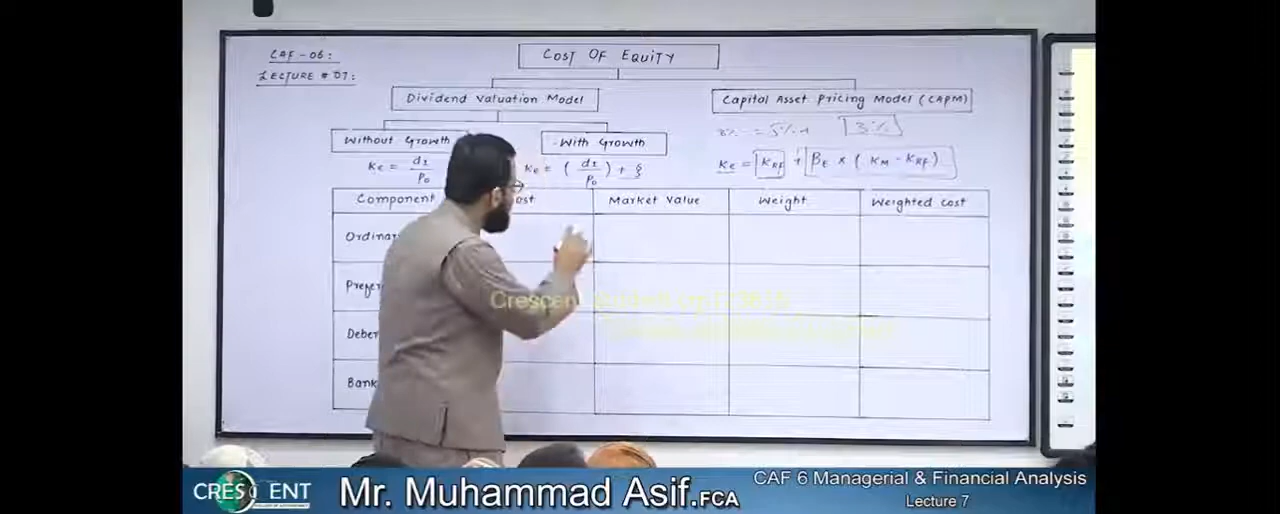 CAF-06:
LECTURE # 07:
COST OF EQUITY
Dividend Valuation Model
Capital Asset Pricing Model (CAPM)
Without Growth
With Growth
3%
Ke = d1 / P0
Ke = ( d1 / P0 ) + g
Ke = KRF + βE × ( KM - KRF )
Component
Market Value
Weight
Weighted Cost
Crescent
CRESCENT
Mr. Muhammad Asif.FCA
CAF 6 Managerial & Financial Analysis
Lecture 7